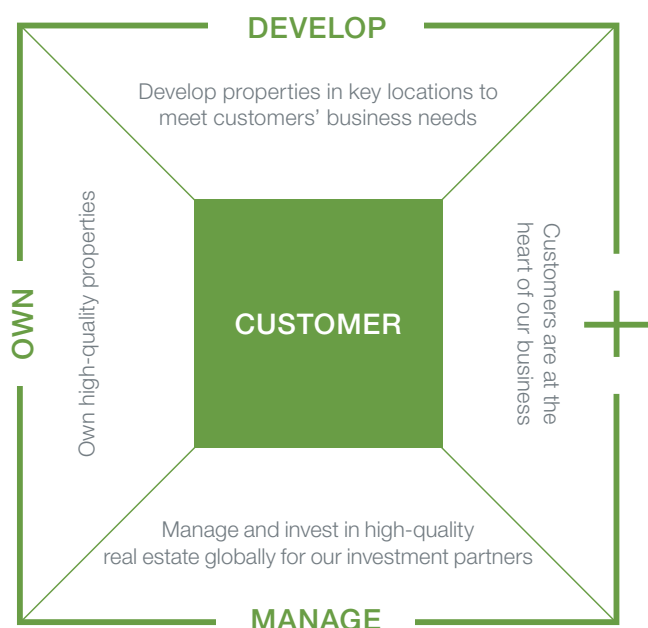 DEVELOP
Develop properties in key locations to
meet customers’ business needs
OWN
Own high-quality properties
CUSTOMER
Customers are at the
heart of our business
Manage and invest in high-quality
real estate globally for our investment partners
MANAGE